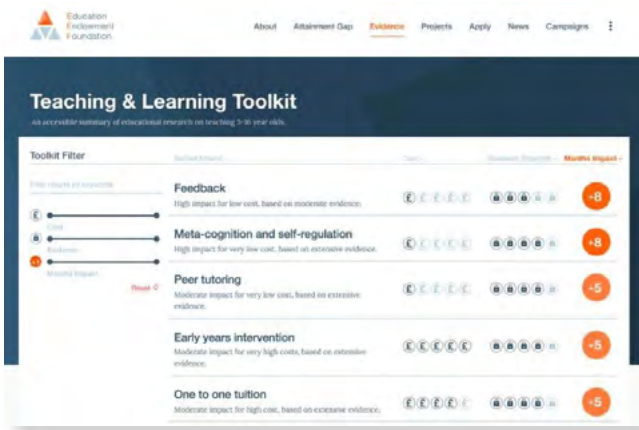 Education
Endowment
Foundation
About Attainment Gap Evidence Projects Apply News Campaigns
Teaching & Learning Toolkit
An accessible summary of educational research on teaching 5-16 year olds.
Toolkit Filter
Cost
Months Impact
Filter results by keywords
Feedback
High impact for low cost, based on moderate evidence.
£ £ £ £ £
+8
£
Cost
Meta-cognition and self-regulation
High impact for very low cost, based on extensive evidence.
£ £ £ £ £
+8
Evidence
Months Impact
Reset
Peer tutoring
Moderate impact for very low cost, based on extensive
evidence.
£ £ £ £ £
+5
Early years intervention
Moderate impact for very high costs, based on extensive
evidence.
£ £ £ £ £
+5
One to one tuition
Moderate impact for high cost, based on extensive evidence.
£ £ £ £ £
+5